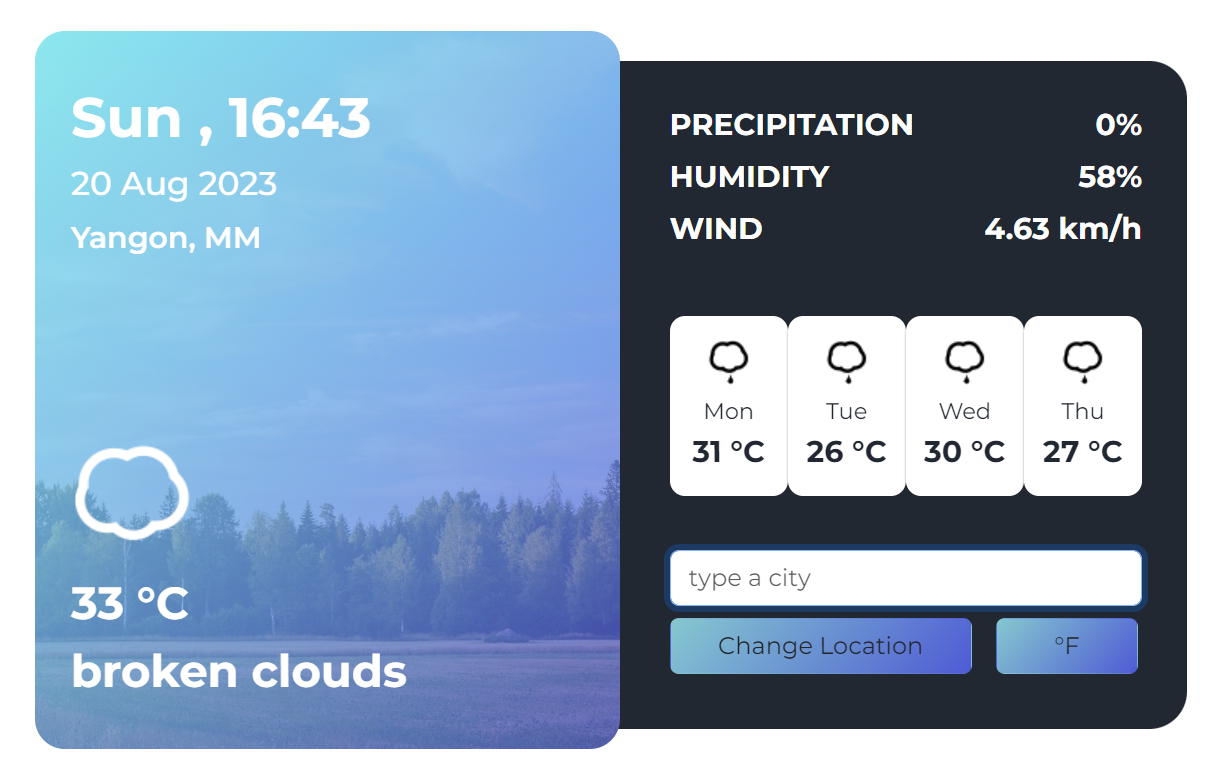 Sun , 16:43
20 Aug 2023
Yangon, MM
33 °C
broken clouds
PRECIPITATION 0%
HUMIDITY 58%
WIND 4.63 km/h
Mon Tue Wed Thu
31 °C 26 °C 30 °C 27 °C
type a city
Change Location °F